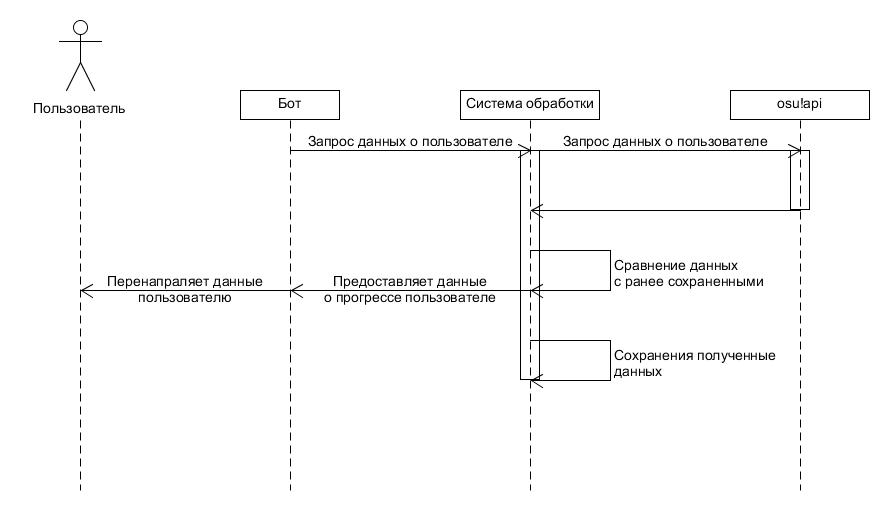 Пользователь
Бот
Система обработки
osu!api
Запрос данных о пользователе
Запрос данных о пользователе
Сравнение данных
с ранее сохраненными
Перенапраляет данные
пользователю
Предоставляет данные
о прогрессе пользователе
Сохранения полученные
данных